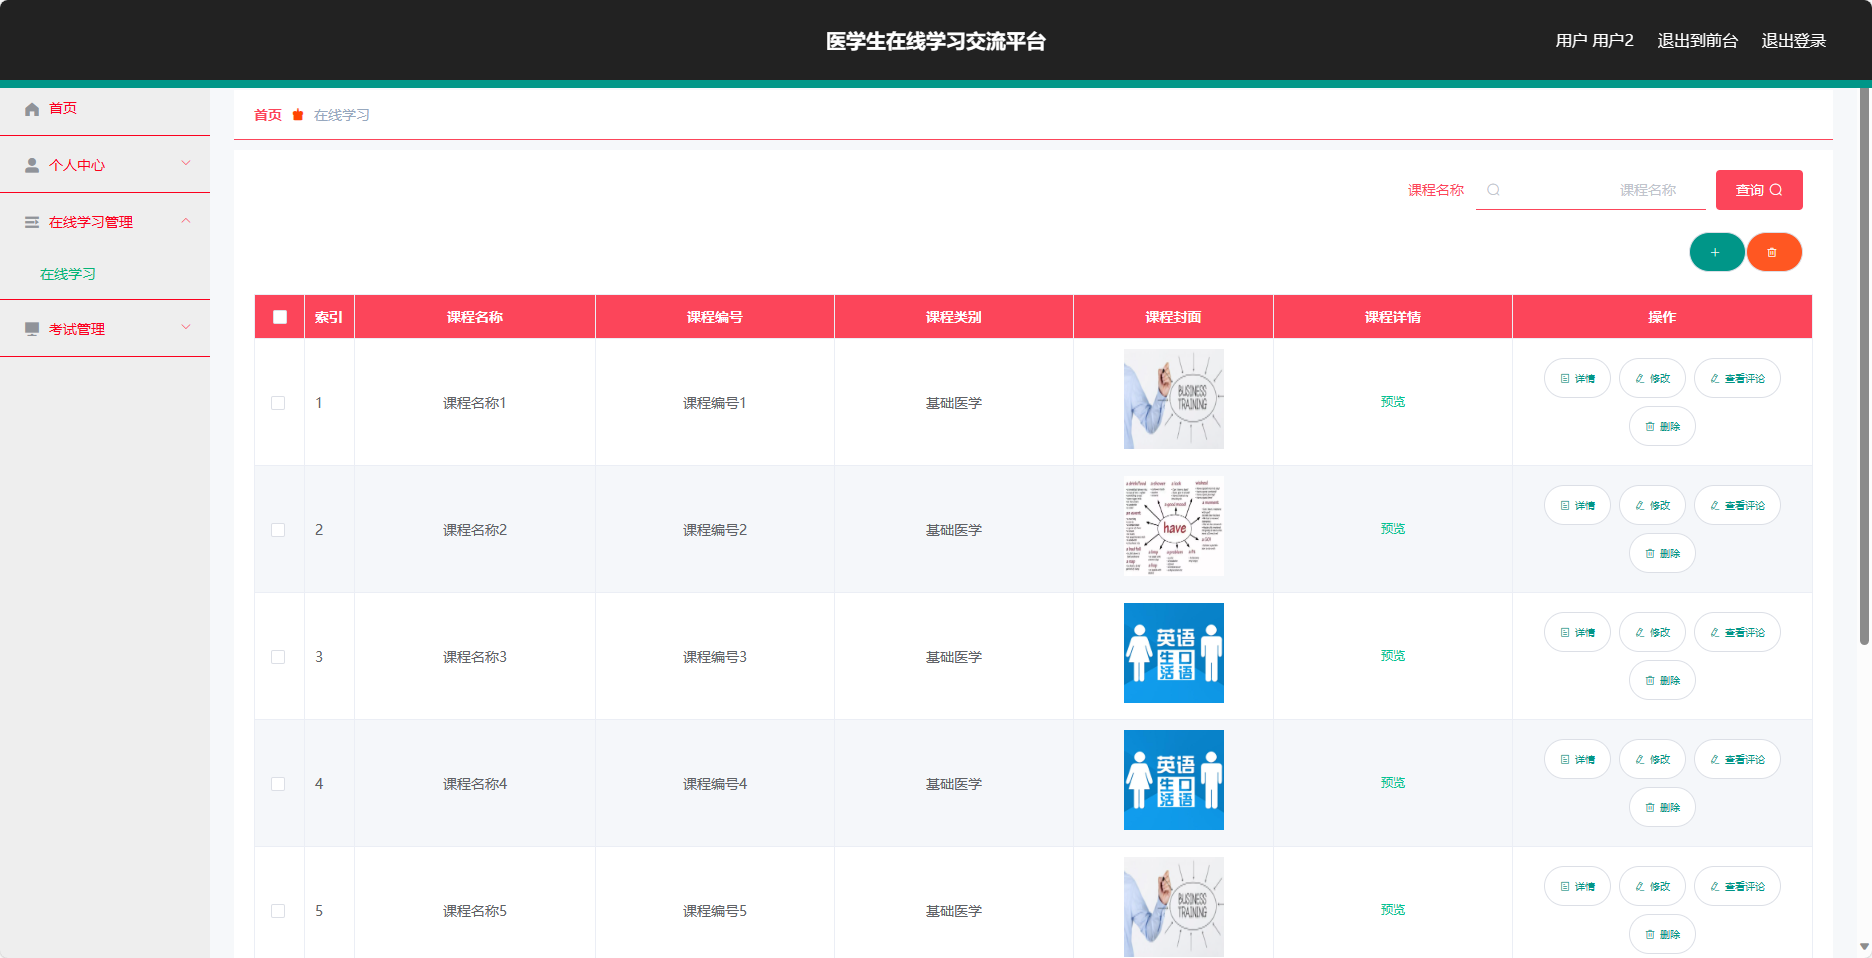 医学生在线学习交流平台
用户 用户2 退出到前台 退出登录
首页
个人中心
在线学习管理
在线学习
考试管理
首页 在线学习
课程名称 课程名称 查询
索引 课程名称 课程编号 课程类别 课程封面 课程详情 操作
1 课程名称1 课程编号1 基础医学 预览 详情 修改 查看评论
删除
BUSINESS
TRAINING
2 课程名称2 课程编号2 基础医学 预览 详情 修改 查看评论
删除
have
3 课程名称3 课程编号3 基础医学 预览 详情 修改 查看评论
删除
英语
生口
活语
4 课程名称4 课程编号4 基础医学 预览 详情 修改 查看评论
删除
英语
生口
活语
5 课程名称5 课程编号5 基础医学 预览 详情 修改 查看评论
删除
BUSINESS
TRAINING